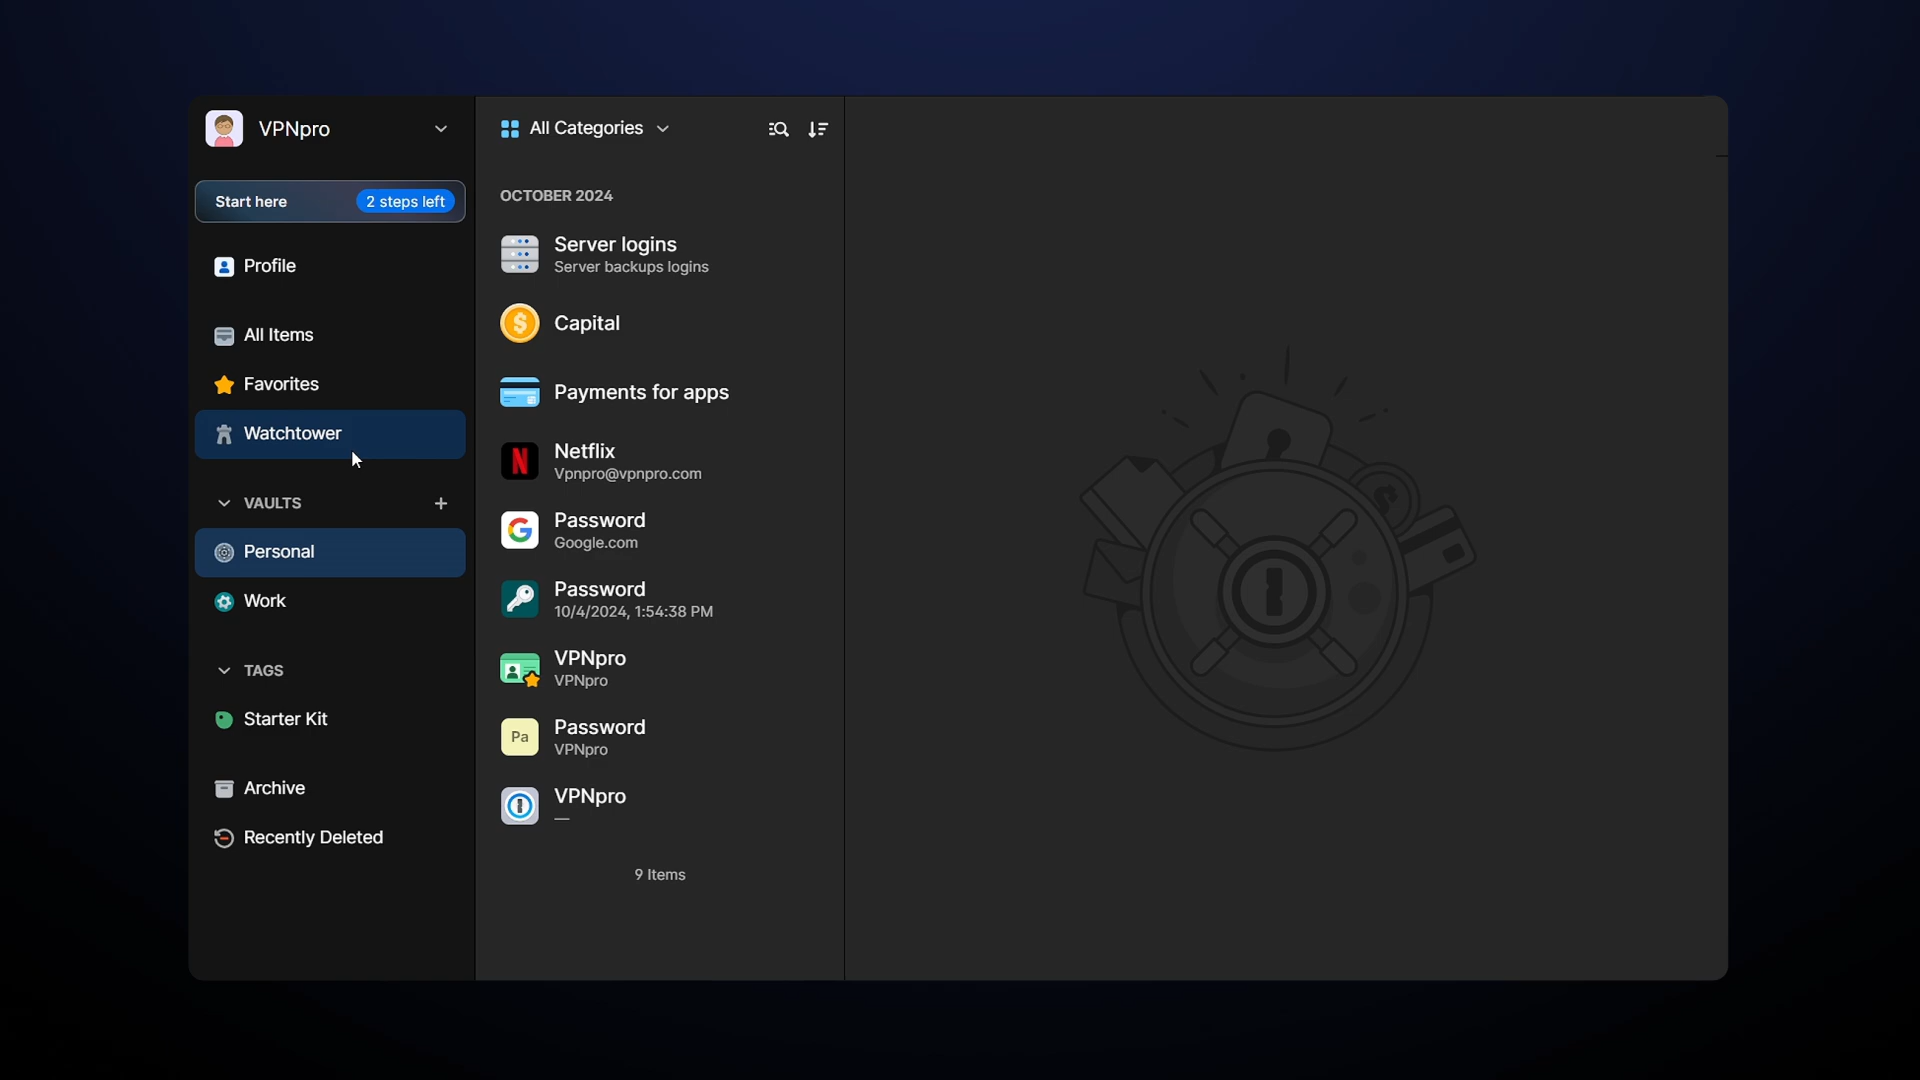 VPNpro
Start here
2 steps left
Profile
All Items
Favorites
Watchtower
VAULTS
+
Personal
Work
TAGS
Starter Kit
Archive
Recently Deleted
All Categories
OCTOBER 2024
Server logins
Server backups logins
Capital
Payments for apps
N
Netflix
Vpnpro@vpnpro.com
G
Password
Google.com
Password
10/4/2024, 1:54:38 PM
VPNpro
VPNpro
Pa
Password
VPNpro
VPNpro
—
9 Items